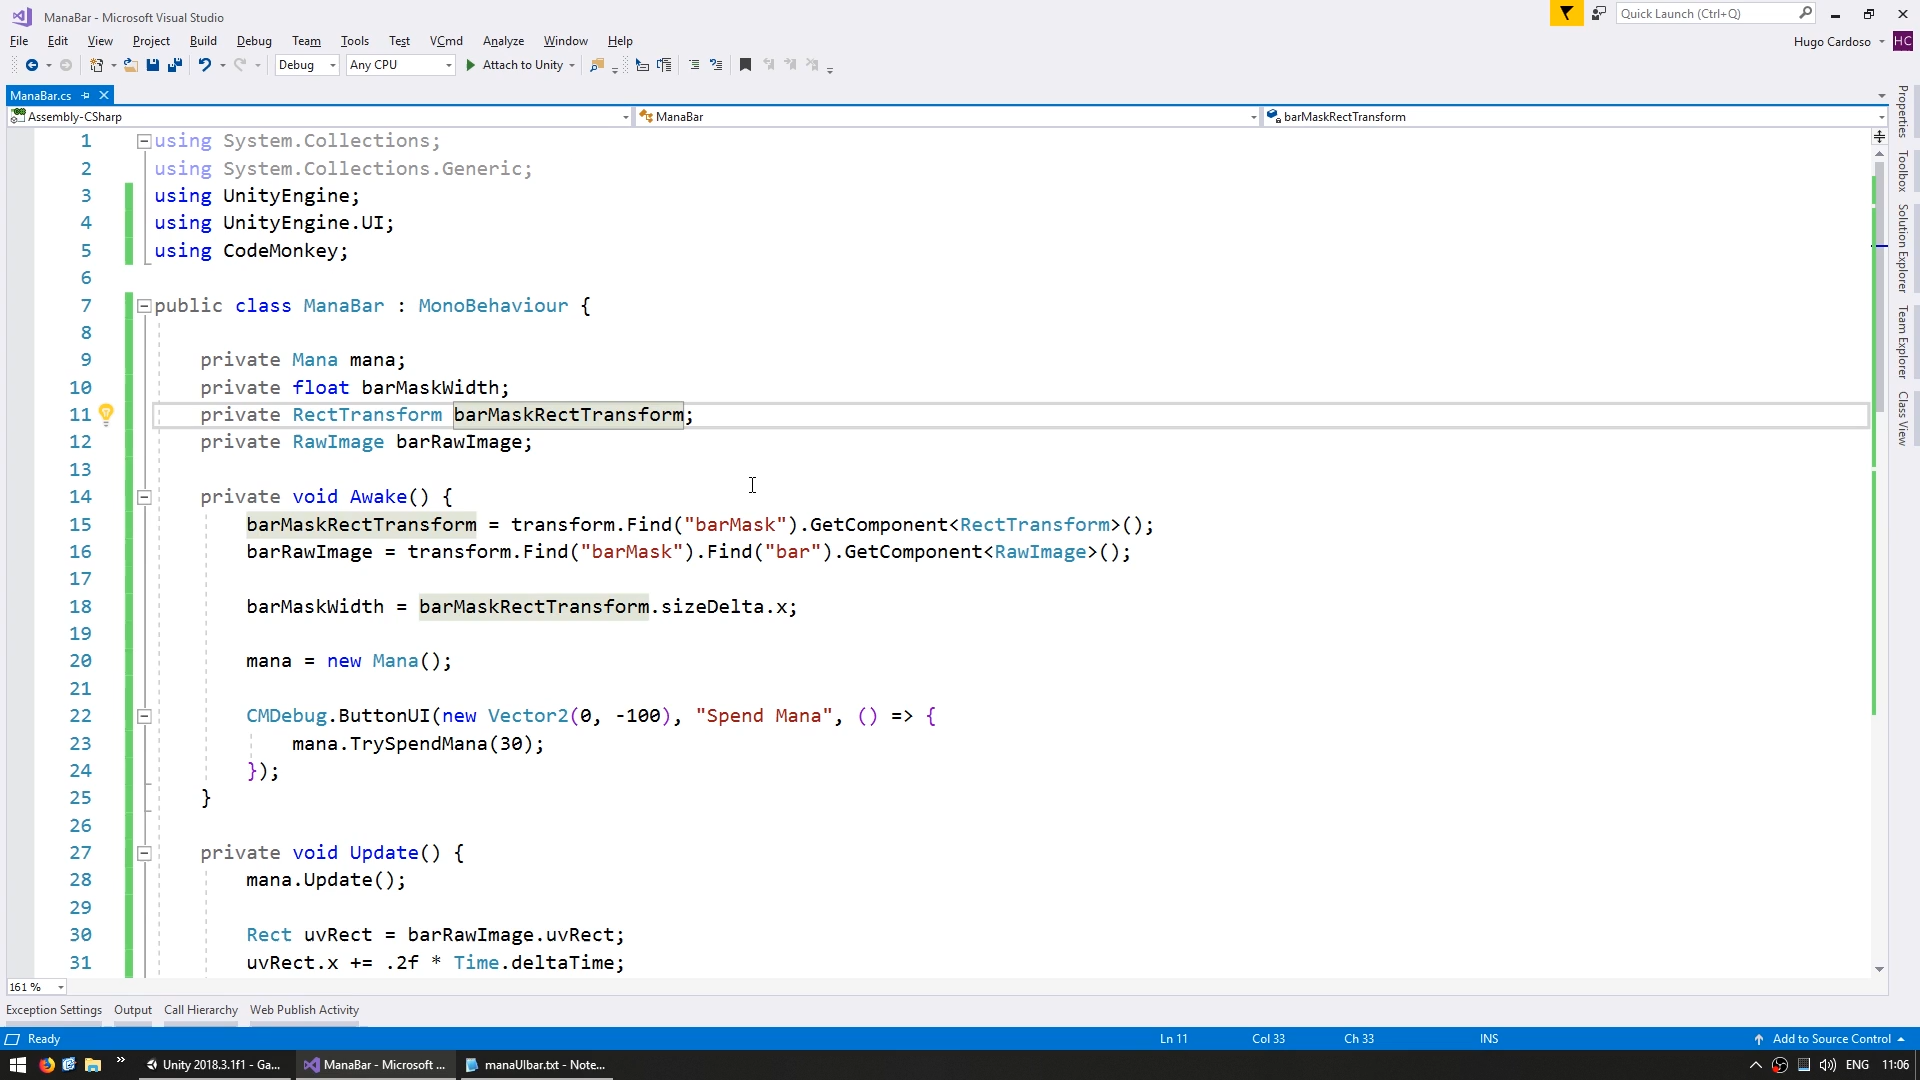 ManaBar - Microsoft Visual Studio
Quick Launch (Ctrl+Q)
File Edit View Project Build Debug Team Tools Test VCmd Analyze Window Help
Hugo Cardoso HC
Debug Any CPU Attach to Unity
ManaBar.cs
Assembly-CSharp ManaBar barMaskRectTransform
1 using System.Collections;
2 using System.Collections.Generic;
3 using UnityEngine;
4 using UnityEngine.UI;
5 using CodeMonkey;
6
7 public class ManaBar : MonoBehaviour {
8
9 private Mana mana;
10 private float barMaskWidth;
11 private RectTransform barMaskRectTransform;
12 private RawImage barRawImage;
13
14 private void Awake() {
15 barMaskRectTransform = transform.Find("barMask").GetComponent<RectTransform>();
16 barRawImage = transform.Find("barMask").Find("bar").GetComponent<RawImage>();
17
18 barMaskWidth = barMaskRectTransform.sizeDelta.x;
19
20 mana = new Mana();
21
22 CMDebug.ButtonUI(new Vector2(0, -100), "Spend Mana", () => {
23 mana.TrySpendMana(30);
24 });
25 }
26
27 private void Update() {
28 mana.Update();
29
30 Rect uvRect = barRawImage.uvRect;
31 uvRect.x += .2f * Time.deltaTime;
Properties
Toolbox
Solution Explorer
Team Explorer
Class View
161 %
Exception Settings Output Call Hierarchy Web Publish Activity
Ready Ln 11 Col 33 Ch 33 INS Add to Source Control
Unity 2018.3.1f1 - Ga... ManaBar - Microsoft ... manaUIbar.txt - Note... ENG 11:06